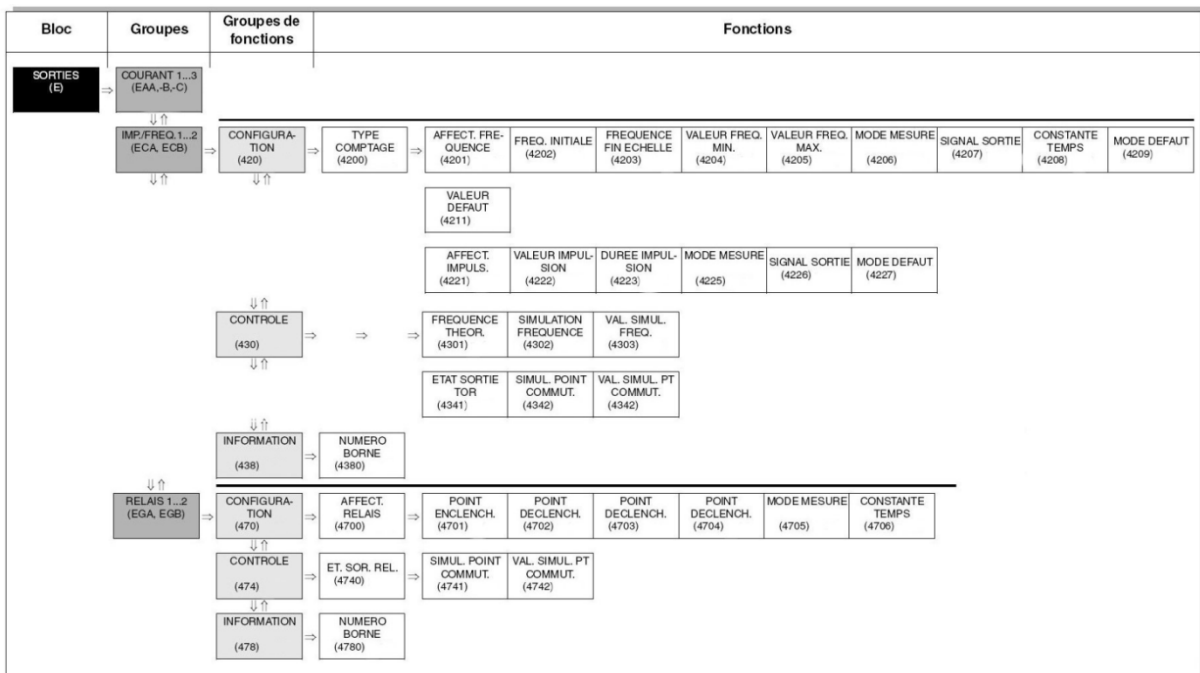 Bloc
Groupes
Groupes de
fonctions
Fonctions
SORTIES
(E)
⇒
COURANT 1...3
(EAA,-B,-C)
⇓⇑
IMP./FREQ.1...2
(ECA, ECB)
⇒
CONFIGURA-
TION
(420)
⇒
TYPE
COMPTAGE
(4200)
⇒
AFFECT. FRE-
QUENCE
(4201)
FREQ. INITIALE
(4202)
FREQUENCE
FIN ECHELLE
(4203)
VALEUR FREQ.
MIN.
(4204)
VALEUR FREQ.
MAX.
(4205)
MODE MESURE
(4206)
SIGNAL SORTIE
(4207)
CONSTANTE
TEMPS
(4208)
MODE DEFAUT
(4209)
⇓⇑
⇓⇑
VALEUR
DEFAUT
(4211)
AFFECT.
IMPULS.
(4221)
VALEUR IMPUL-
SION
(4222)
DUREE IMPUL-
SION
(4223)
MODE MESURE
(4225)
SIGNAL SORTIE
(4226)
MODE DEFAUT
(4227)
⇓⇑
CONTROLE
(430)
⇒
⇒
⇒
FREQUENCE
THEOR.
(4301)
SIMULATION
FREQUENCE
(4302)
VAL. SIMUL.
FREQ.
(4303)
⇓⇑
ETAT SORTIE
TOR
(4341)
SIMUL. POINT
COMMUT.
(4342)
VAL. SIMUL. PT
COMMUT.
(4342)
⇓⇑
INFORMATION
(438)
⇒
NUMERO
BORNE
(4380)
⇓⇑
RELAIS 1...2
(EGA, EGB)
⇒
CONFIGURA-
TION
(470)
⇒
AFFECT.
RELAIS
(4700)
⇒
POINT
ENCLENCH.
(4701)
POINT
DECLENCH.
(4702)
POINT
DECLENCH.
(4703)
POINT
DECLENCH.
(4704)
MODE MESURE
(4705)
CONSTANTE
TEMPS
(4706)
⇓⇑
CONTROLE
(474)
⇒
ET. SOR. REL.
(4740)
⇒
SIMUL. POINT
COMMUT.
(4741)
VAL. SIMUL. PT
COMMUT.
(4742)
⇓⇑
INFORMATION
(478)
⇒
NUMERO
BORNE
(4780)